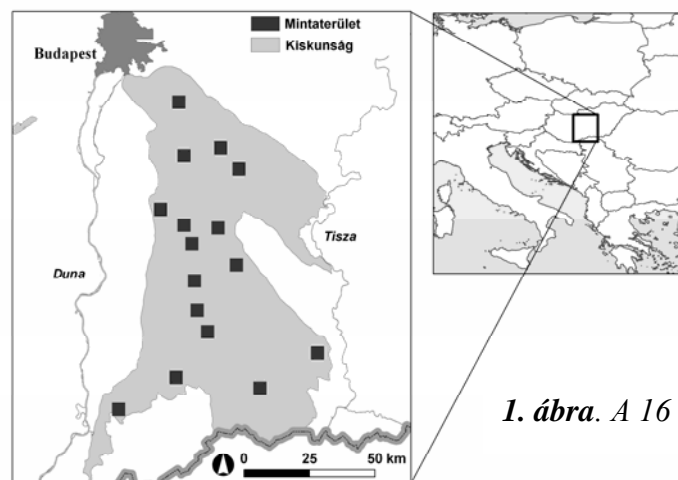 Mintaterület
Kiskunság
Budapest
Tisza
Duna
0 25 50 km
1. ábra. A 16